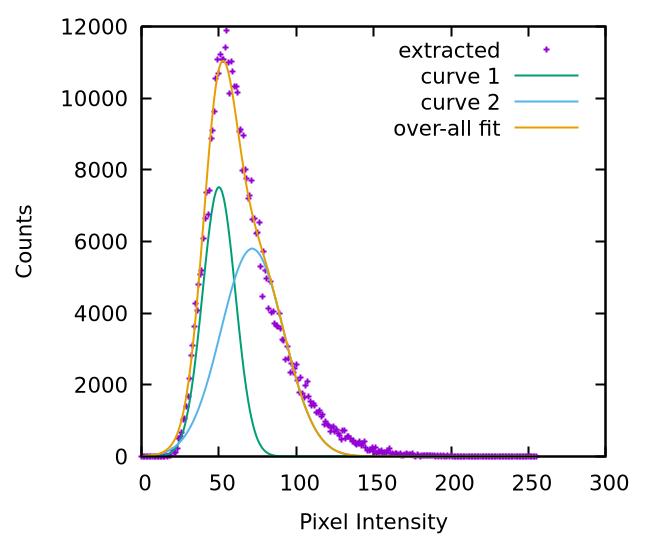 12000
10000
8000
6000
4000
2000
0
Counts
extracted
curve 1
curve 2
over-all fit
0 50 100 150 200 250 300
Pixel Intensity